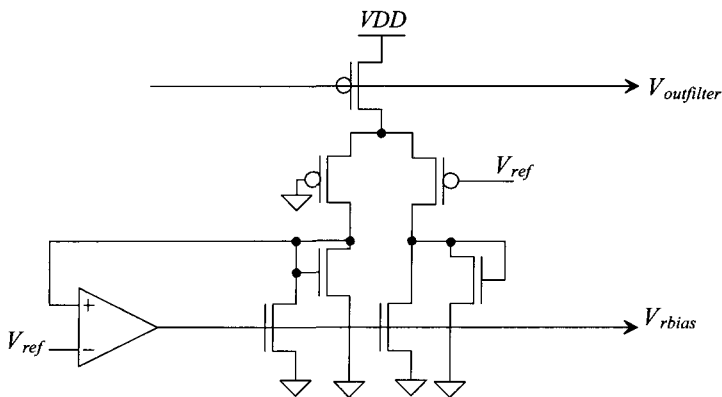 VDD
V_outfilter
V_ref
+
V_ref
−
V_rbias